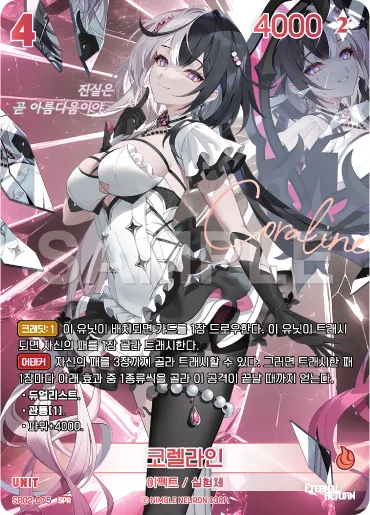 4
4000
2
진실은
곧 아름다움이야.
Coraline
SAMPLE
크레딧:1 이 유닛이 배치되면 카드를 1장 드로우한다. 이 유닛이 트래시
되면 자신의 패를 1장 골라 트래시한다.
어태커 자신의 패를 3장까지 골라 트래시할 수 있다. 그러면 트래시한 패
1장마다 아래 효과 중 1종류씩을 골라 이 공격이 끝날 때까지 얻는다.
• 듀얼리스트.
• 관통[1].
• 파워+4000.
코렐라인
UNIT
어펙트 / 실험체
SP02-C05 SPR
© NIMBLE NEURON CORP.
ETERNAL
RETURN